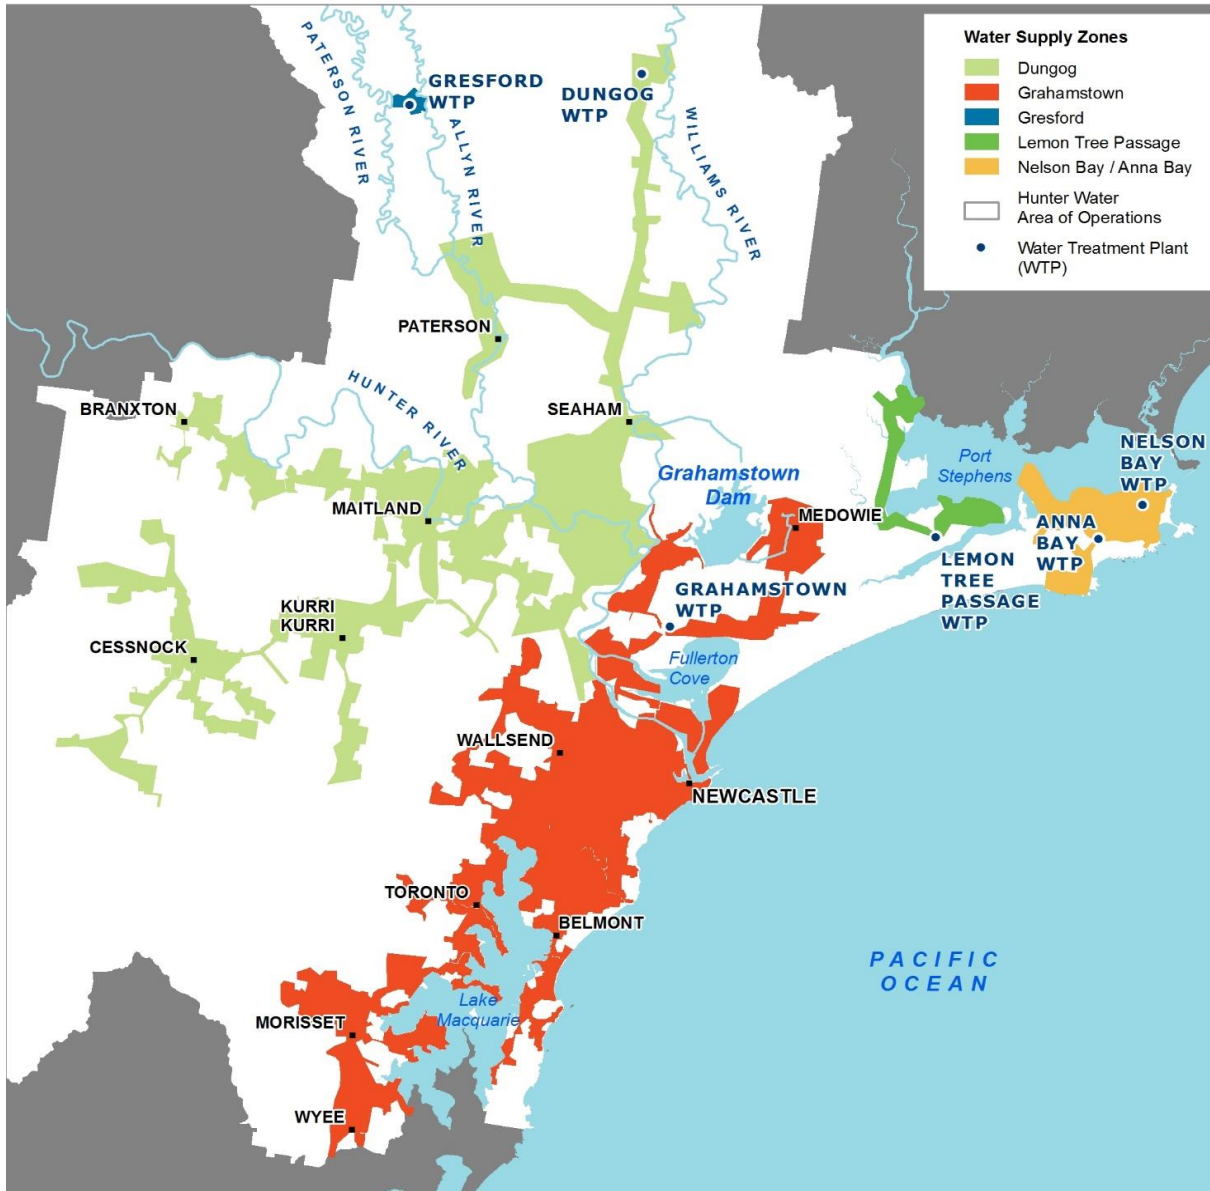 Water Supply Zones
Dungog
Grahamstown
Gresford
Lemon Tree Passage
Nelson Bay / Anna Bay
Hunter Water
Area of Operations
Water Treatment Plant
(WTP)
PATERSON RIVER
GRESFORD
WTP
ALLYN RIVER
DUNGOG
WTP
WILLIAMS RIVER
PATERSON
HUNTER RIVER
BRANXTON
SEAHAM
MAITLAND
Grahamstown
Dam
MEDOWIE
Port
Stephens
NELSON
BAY
WTP
ANNA
BAY
WTP
LEMON
TREE
PASSAGE
WTP
GRAHAMSTOWN
WTP
KURRI
KURRI
CESSNOCK
Fullerton
Cove
WALLSEND
NEWCASTLE
TORONTO
BELMONT
PACIFIC
OCEAN
Lake
Macquarie
MORISSET
WYEE